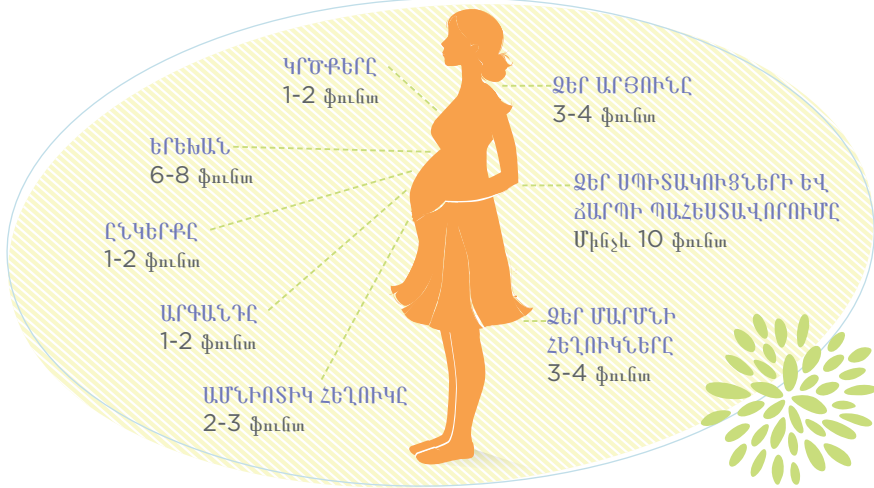 ԿՐԾՔԵՐԸ
1-2 ֆունտ
ԵՐԵԽԱՆ
6-8 ֆունտ
ԸՆԿԵՐՔԸ
1-2 ֆունտ
ԱՐԳԱՆԴԸ
1-2 ֆունտ
ԱՄՆԻՈՏԻԿ ՀԵՂՈՒԿԸ
2-3 ֆունտ
ՁԵՐ ԱՐՅՈՒՆԸ
3-4 ֆունտ
ՁԵՐ ՍՊԻՏԱԿՈՒՑՆԵՐԻ ԵՎ
ՃԱՐՊԻ ՊԱՀԵՍՏԱՎՈՐՈՒՄԸ
Մինչև 10 ֆունտ
ՁԵՐ ՄԱՐՄՆԻ
ՀԵՂՈՒԿՆԵՐԸ
3-4 ֆունտ